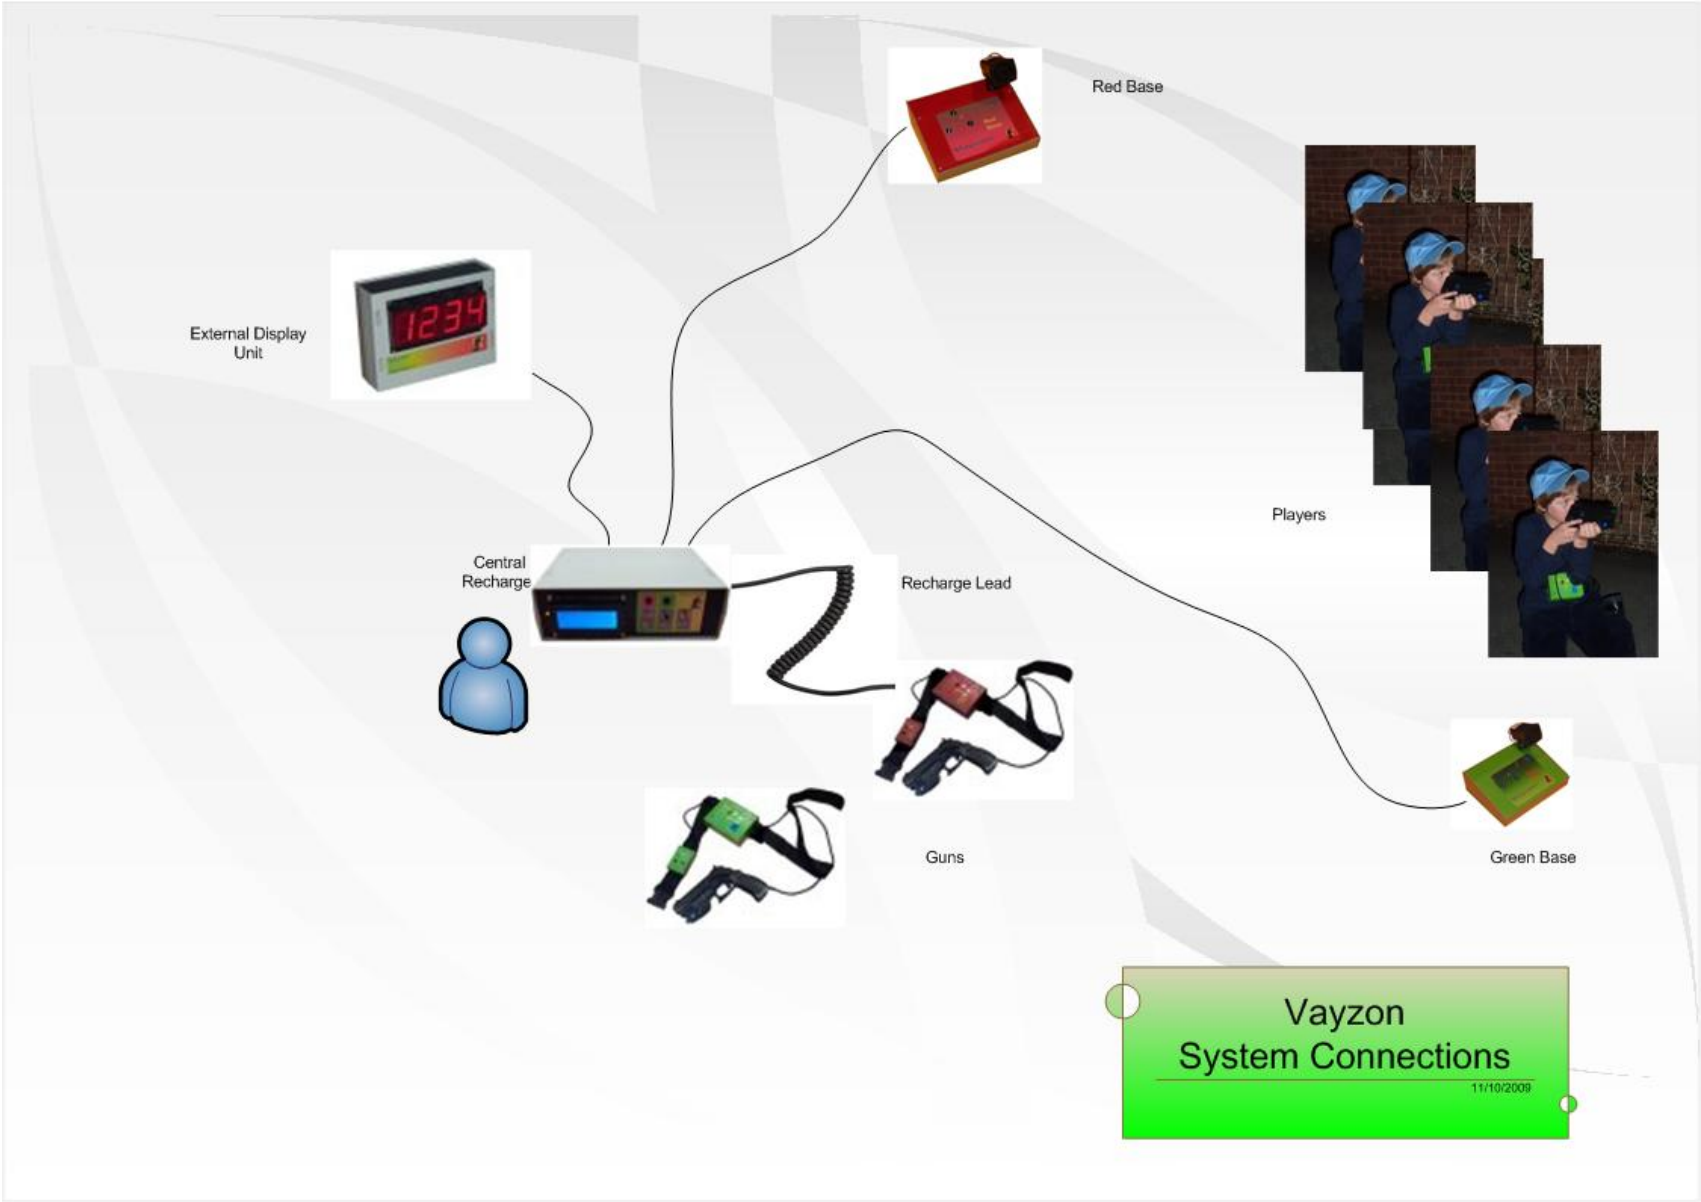 Red Base
1234
External Display
Unit
Central
Recharge
Recharge Lead
Players
Guns
Green Base
Vayzon
System Connections
11/10/2009